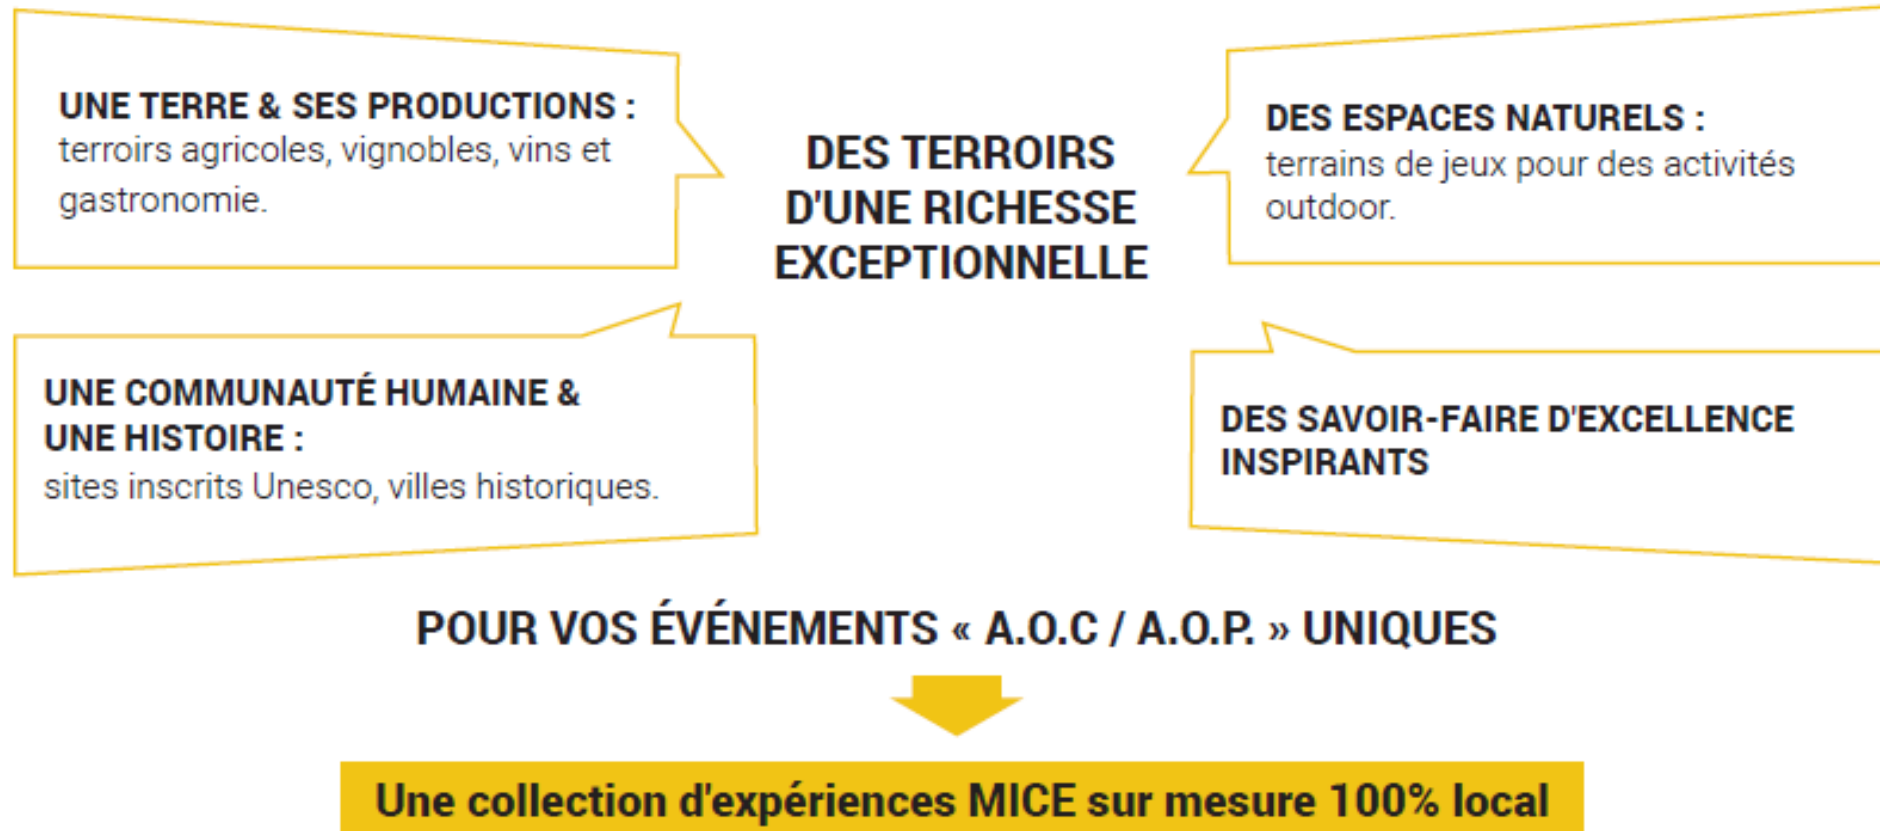 UNE TERRE & SES PRODUCTIONS :
terroirs agricoles, vignobles, vins et
gastronomie.
DES TERROIRS
D'UNE RICHESSE
EXCEPTIONNELLE
DES ESPACES NATURELS :
terrains de jeux pour des activités
outdoor.
UNE COMMUNAUTÉ HUMAINE &
UNE HISTOIRE :
sites inscrits Unesco, villes historiques.
DES SAVOIR-FAIRE D'EXCELLENCE
INSPIRANTS
POUR VOS ÉVÉNEMENTS « A.O.C / A.O.P. » UNIQUES
Une collection d'expériences MICE sur mesure 100% local